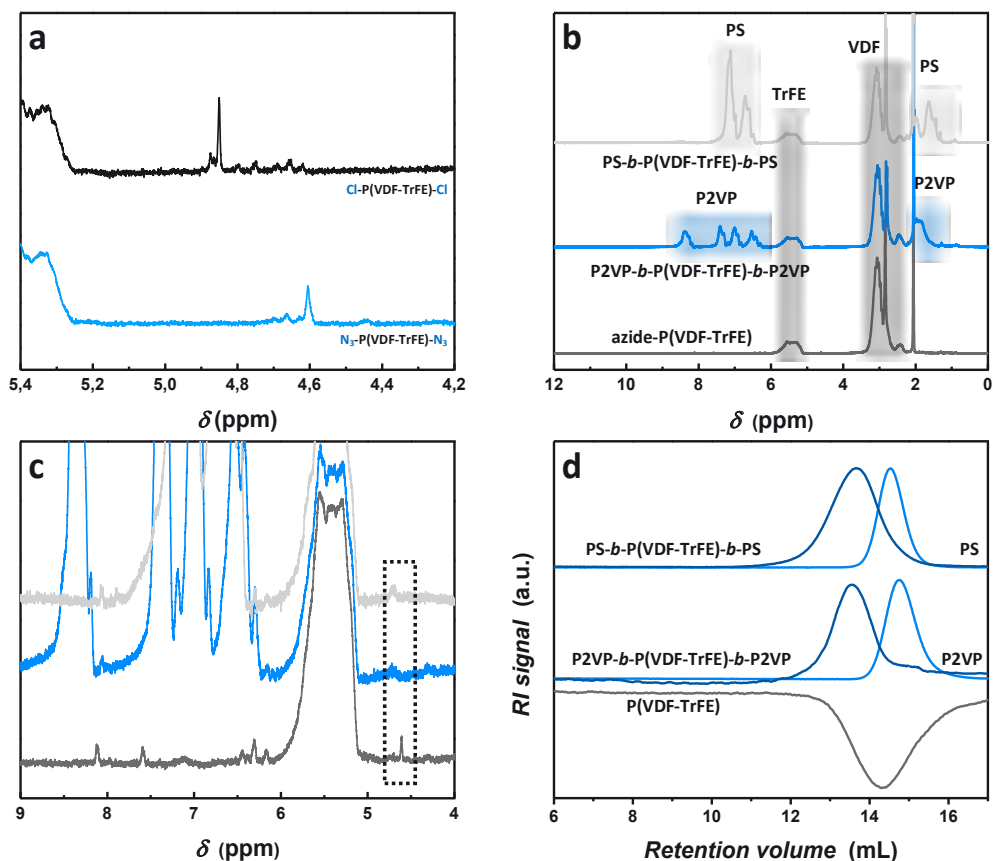 a
Cl-P(VDF-TrFE)-Cl
N3-P(VDF-TrFE)-N3
5,4 5,2 5,0 4,8 4,6 4,4 4,2
δ (ppm)
b
PS
VDF
PS
TrFE
PS-b-P(VDF-TrFE)-b-PS
P2VP
P2VP
P2VP-b-P(VDF-TrFE)-b-P2VP
azide-P(VDF-TrFE)
12 10 8 6 4 2 0
δ (ppm)
c
9 8 7 6 5 4
δ (ppm)
d
PS-b-P(VDF-TrFE)-b-PS PS
P2VP-b-P(VDF-TrFE)-b-P2VP P2VP
P(VDF-TrFE)
RI signal (a.u.)
6 8 10 12 14 16
Retention volume (mL)